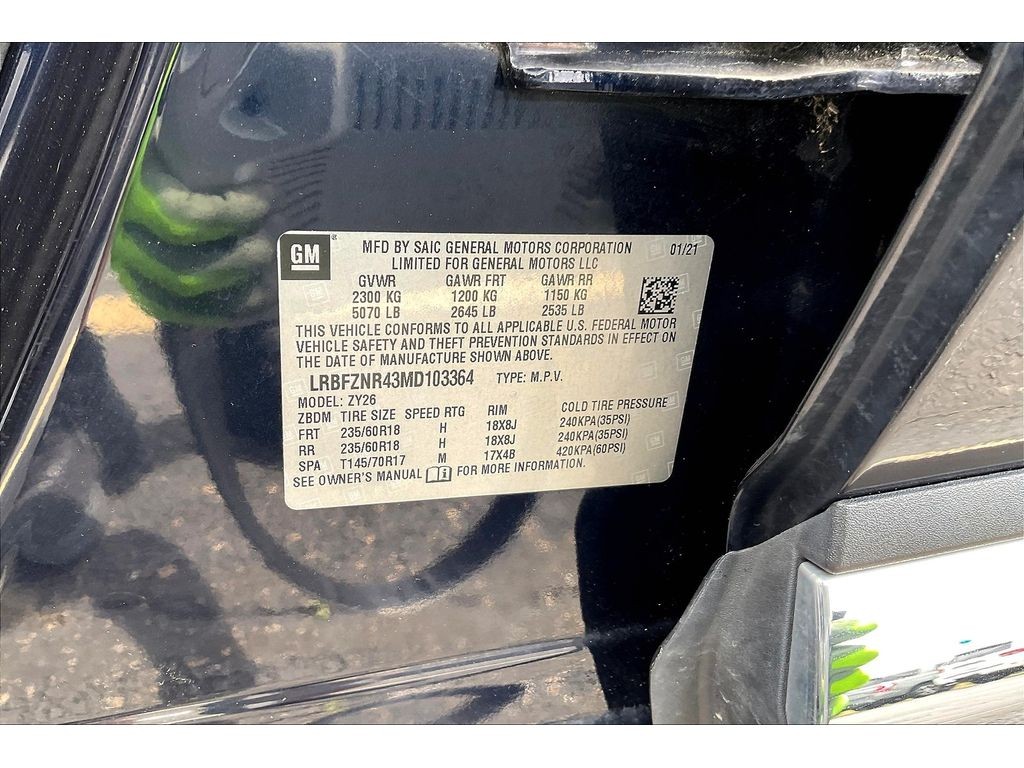 GM
MFD BY SAIC GENERAL MOTORS CORPORATION 01/21
LIMITED FOR GENERAL MOTORS LLC
GVWR GAWR FRT GAWR RR
2300 KG 1200 KG 1150 KG
5070 LB 2645 LB 2535 LB
THIS VEHICLE CONFORMS TO ALL APPLICABLE U.S. FEDERAL MOTOR
VEHICLE SAFETY AND THEFT PREVENTION STANDARDS IN EFFECT ON
THE DATE OF MANUFACTURE SHOWN ABOVE.
LRBFZNR43MD103364 TYPE: M.P.V.
MODEL: ZY26
ZBDM TIRE SIZE SPEED RTG RIM COLD TIRE PRESSURE
FRT 235/60R18 H 18X8J 240KPA(35PSI)
RR 235/60R18 H 18X8J 240KPA(35PSI)
SPA T145/70R17 M 17X4B 420KPA(60PSI)
SEE OWNER'S MANUAL FOR MORE INFORMATION.